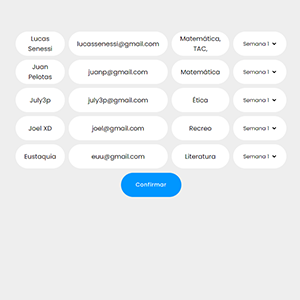 Lucas Senessi lucassenessi@gmail.com Matemática, TAC, Semana 1
Juan Pelotas juanp@gmail.com Matemática Semana 1
July3p july3p@gmail.com Ética Semana 1
Joel XD joel@gmail.com Recreo Semana 1
Eustaquia euu@gmail.com Literatura Semana 1
Confirmar